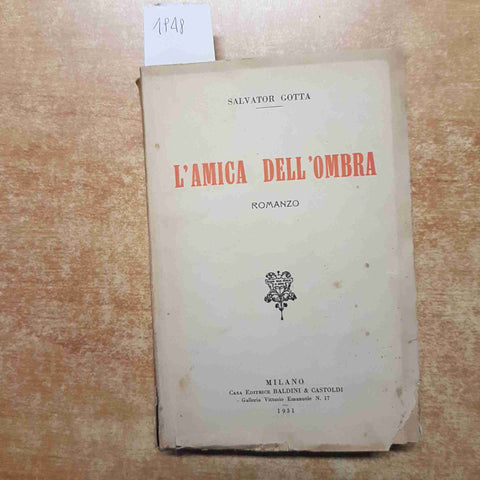 1948
SALVATOR GOTTA
L'AMICA DELL'OMBRA
ROMANZO
MILANO
CASA EDITRICE BALDINI & CASTOLDI
Galleria Vittorio Emanuele N. 17
1931